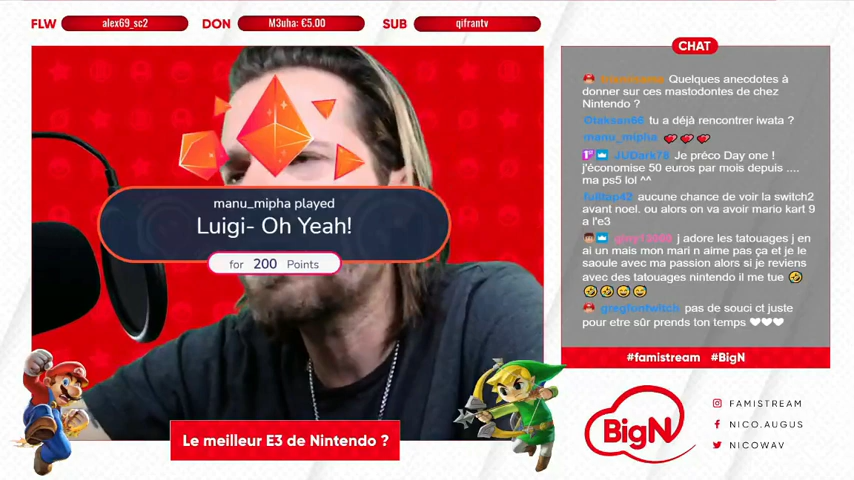 FLW alex69_sc2 DON M3uha: €5.00 SUB qifrantv
manu_mipha played
Luigi- Oh Yeah!
for 200 Points
Le meilleur E3 de Nintendo ?
CHAT
Quelques anecdotes à
donner sur ces mastodontes de chez
Nintendo ?
Otaksen66 tu a déjà rencontrer iwata ?
manu_mipha
JUDark78 Je préco Day one !
j'économise 50 euros par mois depuis ....
ma ps5 lol ^^
aucune chance de voir la switch2
avant noel. ou alors on va avoir mario kart 9
a l'e3
j adore les tatouages j en
ai un mais mon mari n aime pas ça et je le
saoule avec ma passion alors si je reviens
avec des tatouages nintendo il me tue
gregfontwitch pas de souci ct juste
pour etre sûr prends ton temps
#famistream #BigN
BigN
FAMISTREAM
NICO.AUGUS
NICOWAV